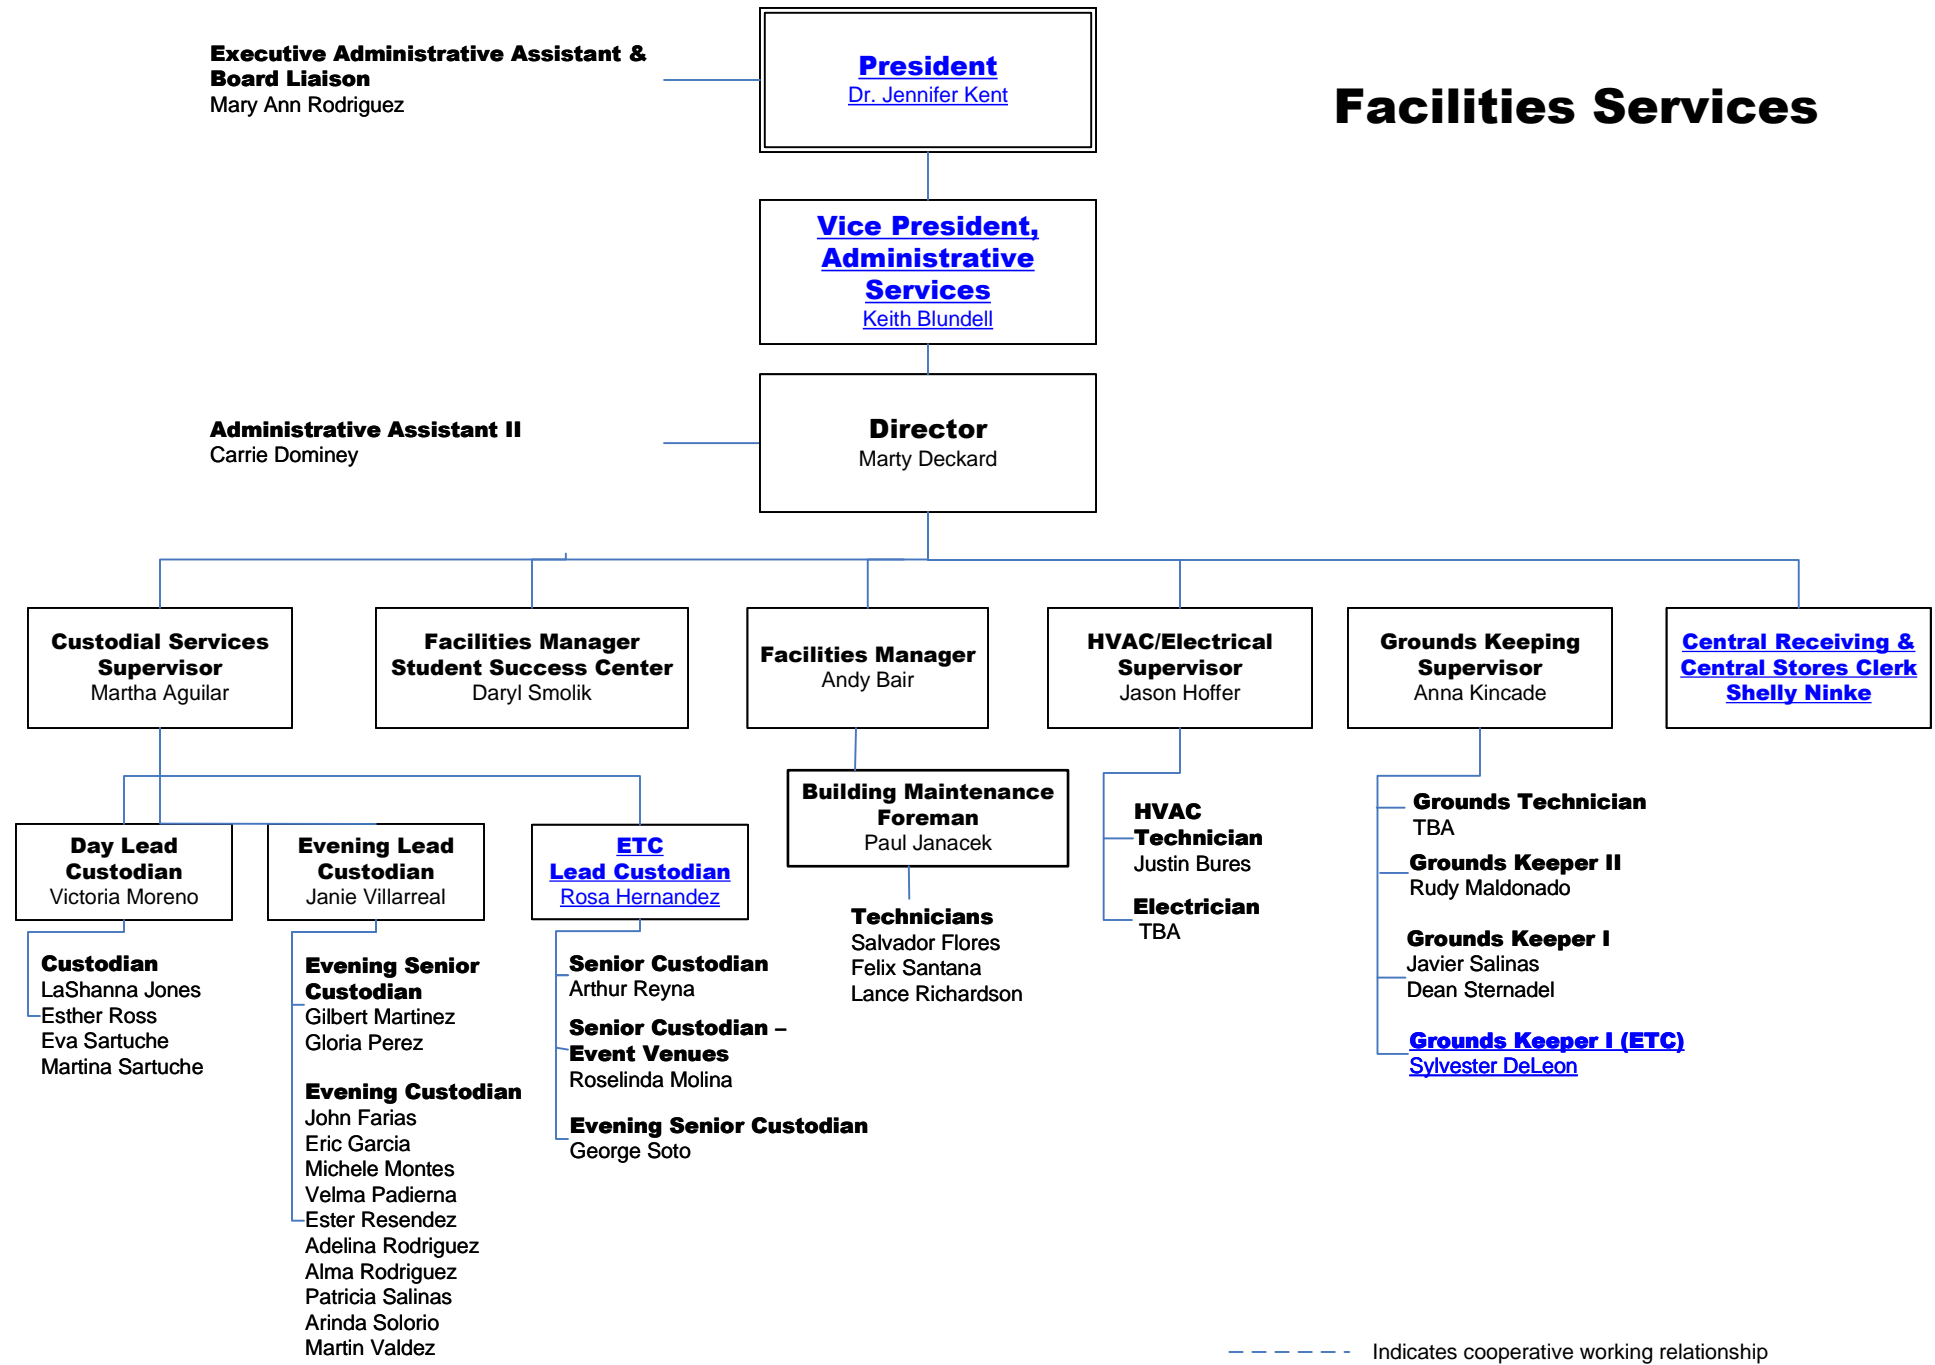 Executive Administrative Assistant &
Board Liaison
Mary Ann Rodriguez
President
Dr. Jennifer Kent
Facilities Services
Vice President,
Administrative
Services
Keith Blundell
Administrative Assistant II
Carrie Dominey
Director
Marty Deckard
Custodial Services
Supervisor
Martha Aguilar
Facilities Manager
Student Success Center
Daryl Smolik
Facilities Manager
Andy Bair
HVAC/Electrical
Supervisor
Jason Hoffer
Grounds Keeping
Supervisor
Anna Kincade
Central Receiving &
Central Stores Clerk
Shelly Ninke
Day Lead
Custodian
Victoria Moreno
Evening Lead
Custodian
Janie Villarreal
ETC
Lead Custodian
Rosa Hernandez
Building Maintenance
Foreman
Paul Janacek
HVAC
Technician
Justin Bures
Electrician
TBA
Grounds Technician
TBA
Grounds Keeper II
Rudy Maldonado
Grounds Keeper I
Javier Salinas
Dean Sternadel
Grounds Keeper I (ETC)
Sylvester DeLeon
Custodian
LaShanna Jones
Esther Ross
Eva Sartuche
Martina Sartuche
Evening Senior
Custodian
Gilbert Martinez
Gloria Perez
Evening Custodian
John Farias
Eric Garcia
Michele Montes
Velma Padierna
Ester Resendez
Adelina Rodriguez
Alma Rodriguez
Patricia Salinas
Arinda Solorio
Martin Valdez
Senior Custodian
Arthur Reyna
Senior Custodian –
Event Venues
Roselinda Molina
Evening Senior Custodian
George Soto
Technicians
Salvador Flores
Felix Santana
Lance Richardson
Indicates cooperative working relationship